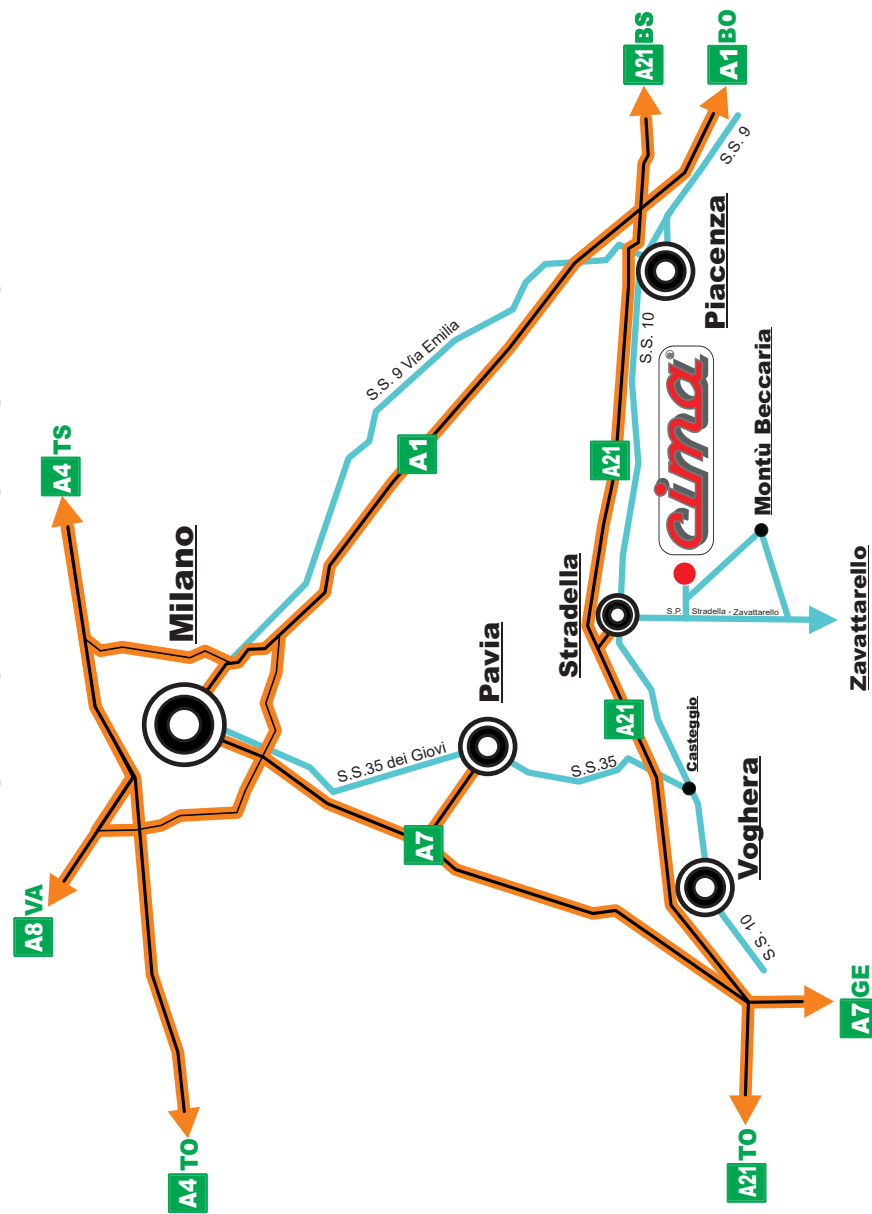 A4 TS
A8 VA
A4 TO
A21 BS
A1 BO
Milano
S.S. 9 Via Emilia
A1
S.S.35 dei Giovi
Pavia
A7
S.S.35
Stradella
A21
A21
S.S. 10
S.S. 9
Piacenza
cima®
Montù Beccaria
S.P. Stradella - Zavattarello
Zavattarello
Casteggio
Voghera
S.S. 10
A7 GE
A21 TO